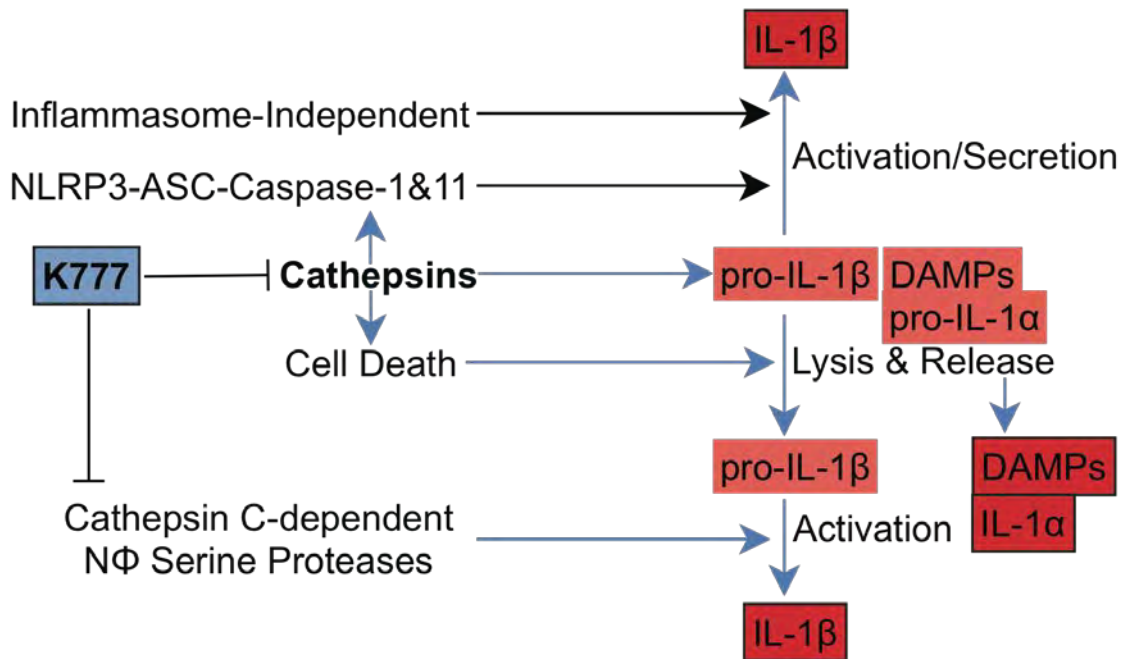 IL-1β
Inflammasome-Independent
Activation/Secretion
NLRP3-ASC-Caspase-1&11
K777
Cathepsins
pro-IL-1β
DAMPs
pro-IL-1α
Cell Death
Lysis & Release
pro-IL-1β
DAMPs
IL-1α
Cathepsin C-dependent
NΦ Serine Proteases
Activation
IL-1β